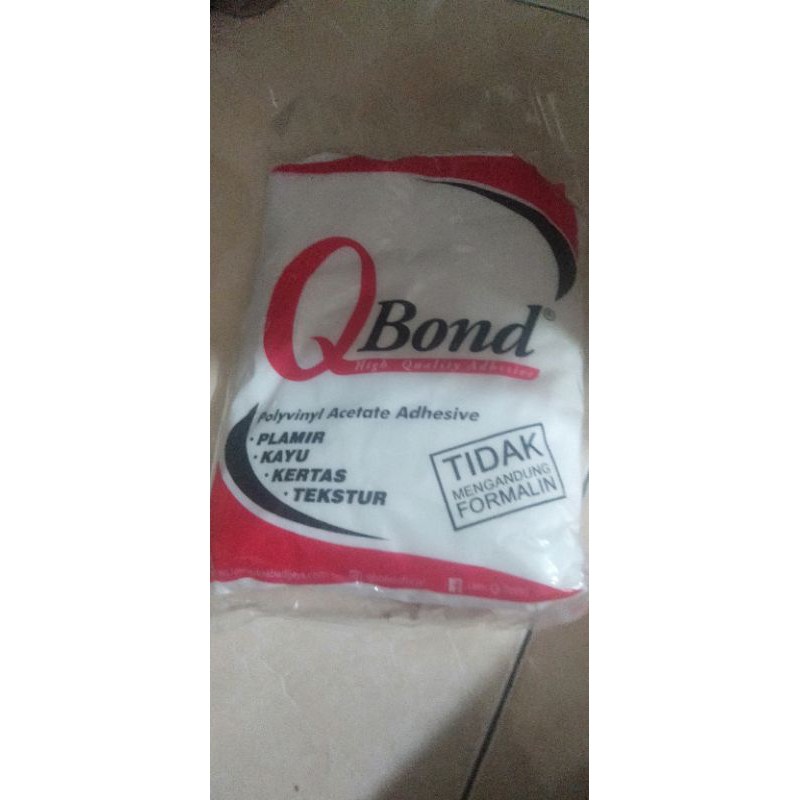 QBond®
High Quality Adhesive
Polyvinyl Acetate Adhesive
· PLAMIR
· KAYU
· KERTAS
· TEKSTUR
TIDAK
MENGANDUNG
FORMALIN